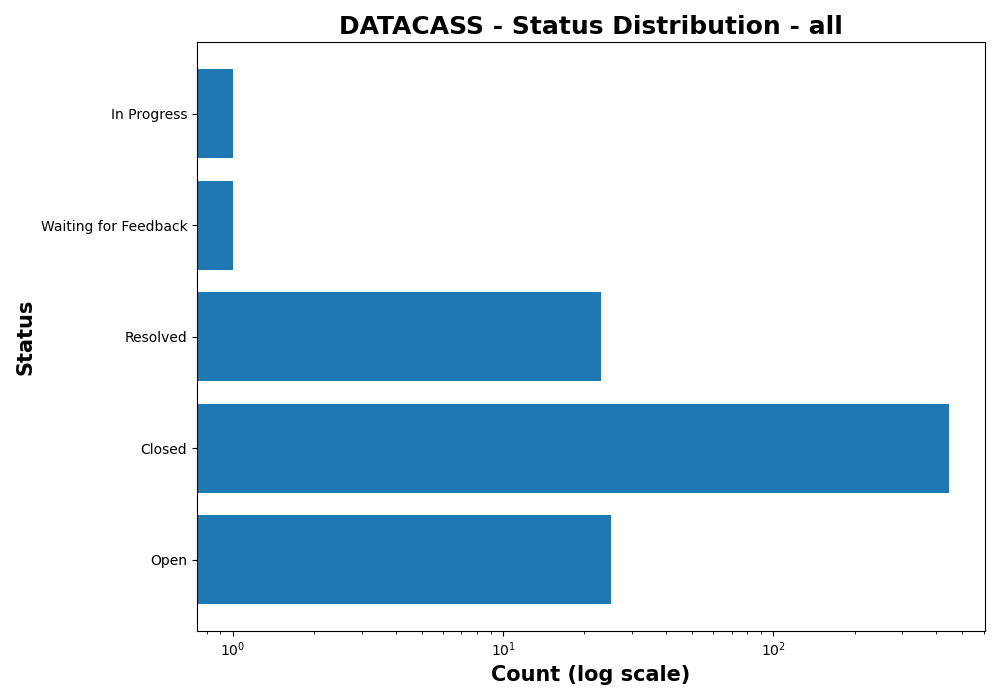 DATACASS - Status Distribution - all
In Progress
Waiting for Feedback
Resolved
Closed
Open
Status
10⁰
10¹
10²
Count (log scale)